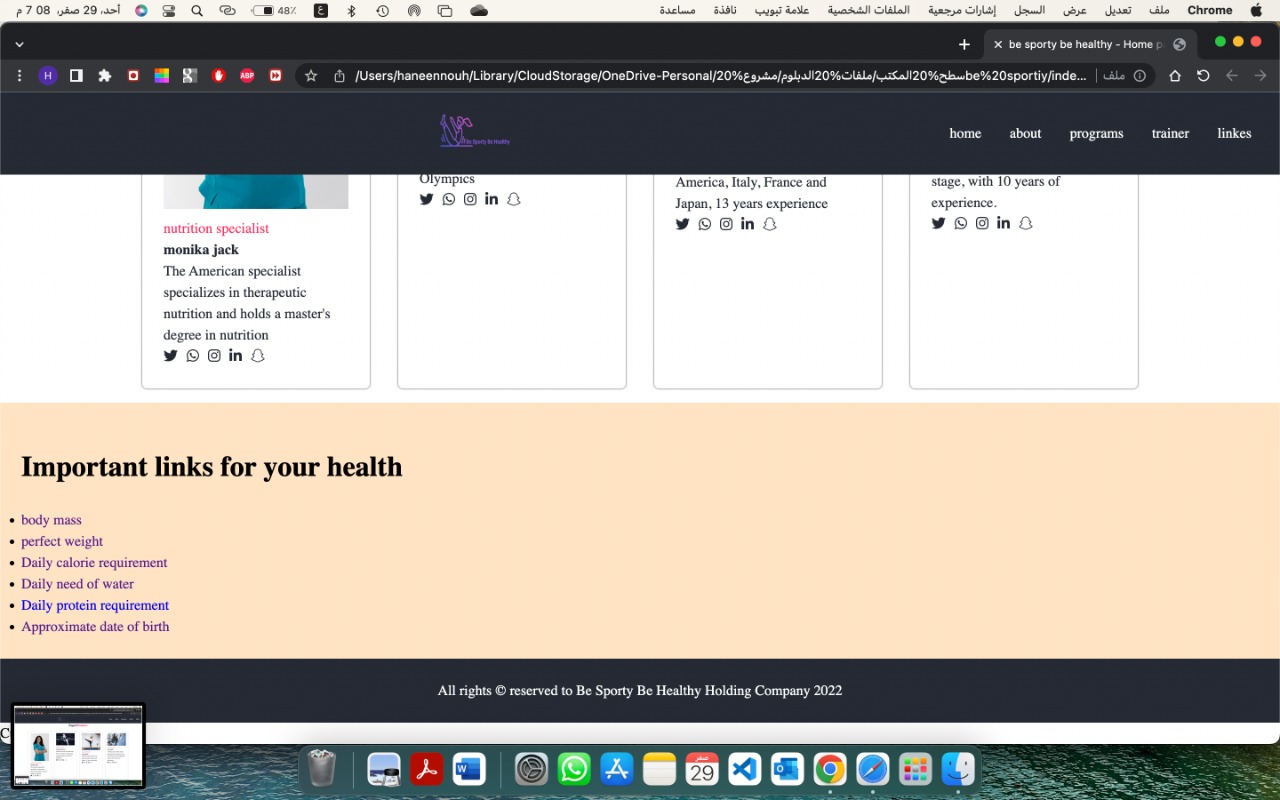 Chrome ملف تعديل عرض السجل إشارات مرجعية الملفات الشخصية علامة تبويب نافذة مساعدة
48٪ ع أحد، 29 صفر، 08 7 م
be sporty be healthy - Home p
H ABP /Users/haneennouh/Library/CloudStorage/OneDrive-Personal/20%سطح%20المكتب/ملفات%20الدبلوم/مشروع%20be%20sportiy/inde... ملف
Be Sporty Be Healthy
home about programs trainer linkes
nutrition specialist
monika jack
The American specialist
specializes in therapeutic
nutrition and holds a master's
degree in nutrition
Olympics
America, Italy, France and
Japan, 13 years experience
stage, with 10 years of
experience.
Important links for your health
body mass
perfect weight
Daily calorie requirement
Daily need of water
Daily protein requirement
Approximate date of birth
All rights © reserved to Be Sporty Be Healthy Holding Company 2022
C
صفر
29